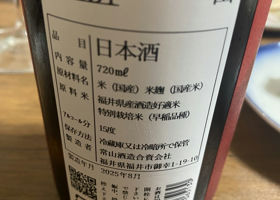 品目 日本酒
内容量 720ml
原材料名 米(国産)米麹(国産米)
原料米 福井県産酒造好適米
特別栽培米(早稲品種)
アルコール分 15度
保存方法 冷蔵庫又は冷暗所で保管
製造者 常山酒造合資会社
福井県福井市御幸1-19-10
製造年月 2025年8月